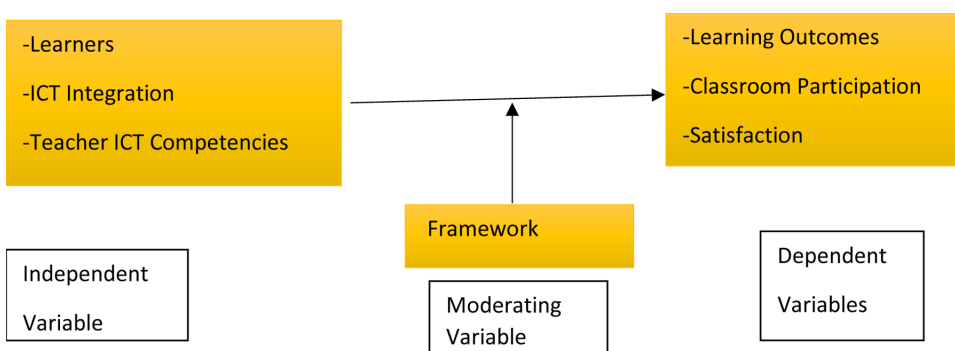 -Learners
-ICT Integration
-Teacher ICT Competencies
-Learning Outcomes
-Classroom Participation
-Satisfaction
Framework
Independent
Variable
Moderating
Variable
Dependent
Variables